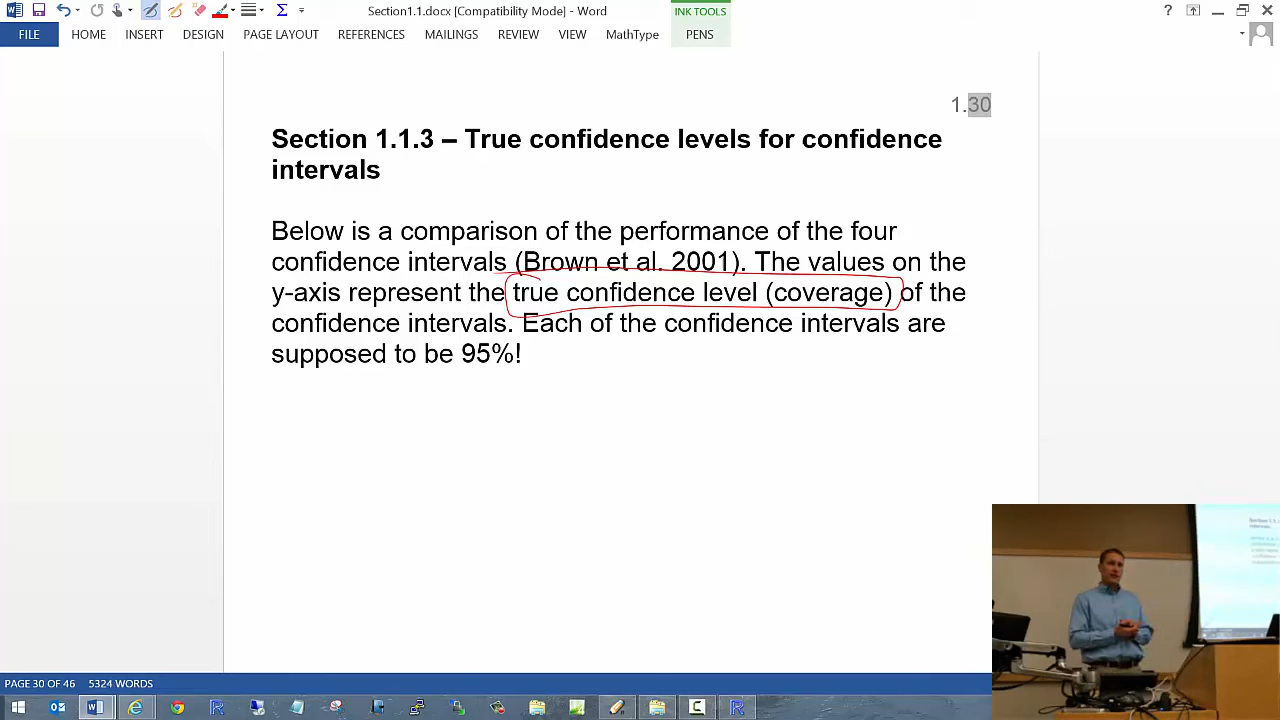 Section1.1.docx [Compatibility Mode] - Word
INK TOOLS
?
FILE HOME INSERT DESIGN PAGE LAYOUT REFERENCES MAILINGS REVIEW VIEW MathType PENS
1.30
Section 1.1.3 – True confidence levels for confidence
intervals
Below is a comparison of the performance of the four
confidence intervals (Brown et al. 2001). The values on the
y-axis represent the true confidence level (coverage) of the
confidence intervals. Each of the confidence intervals are
supposed to be 95%!
PAGE 30 OF 46 5324 WORDS